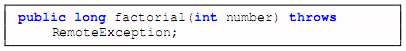 public long factorial(int number) throws
RemoteException;